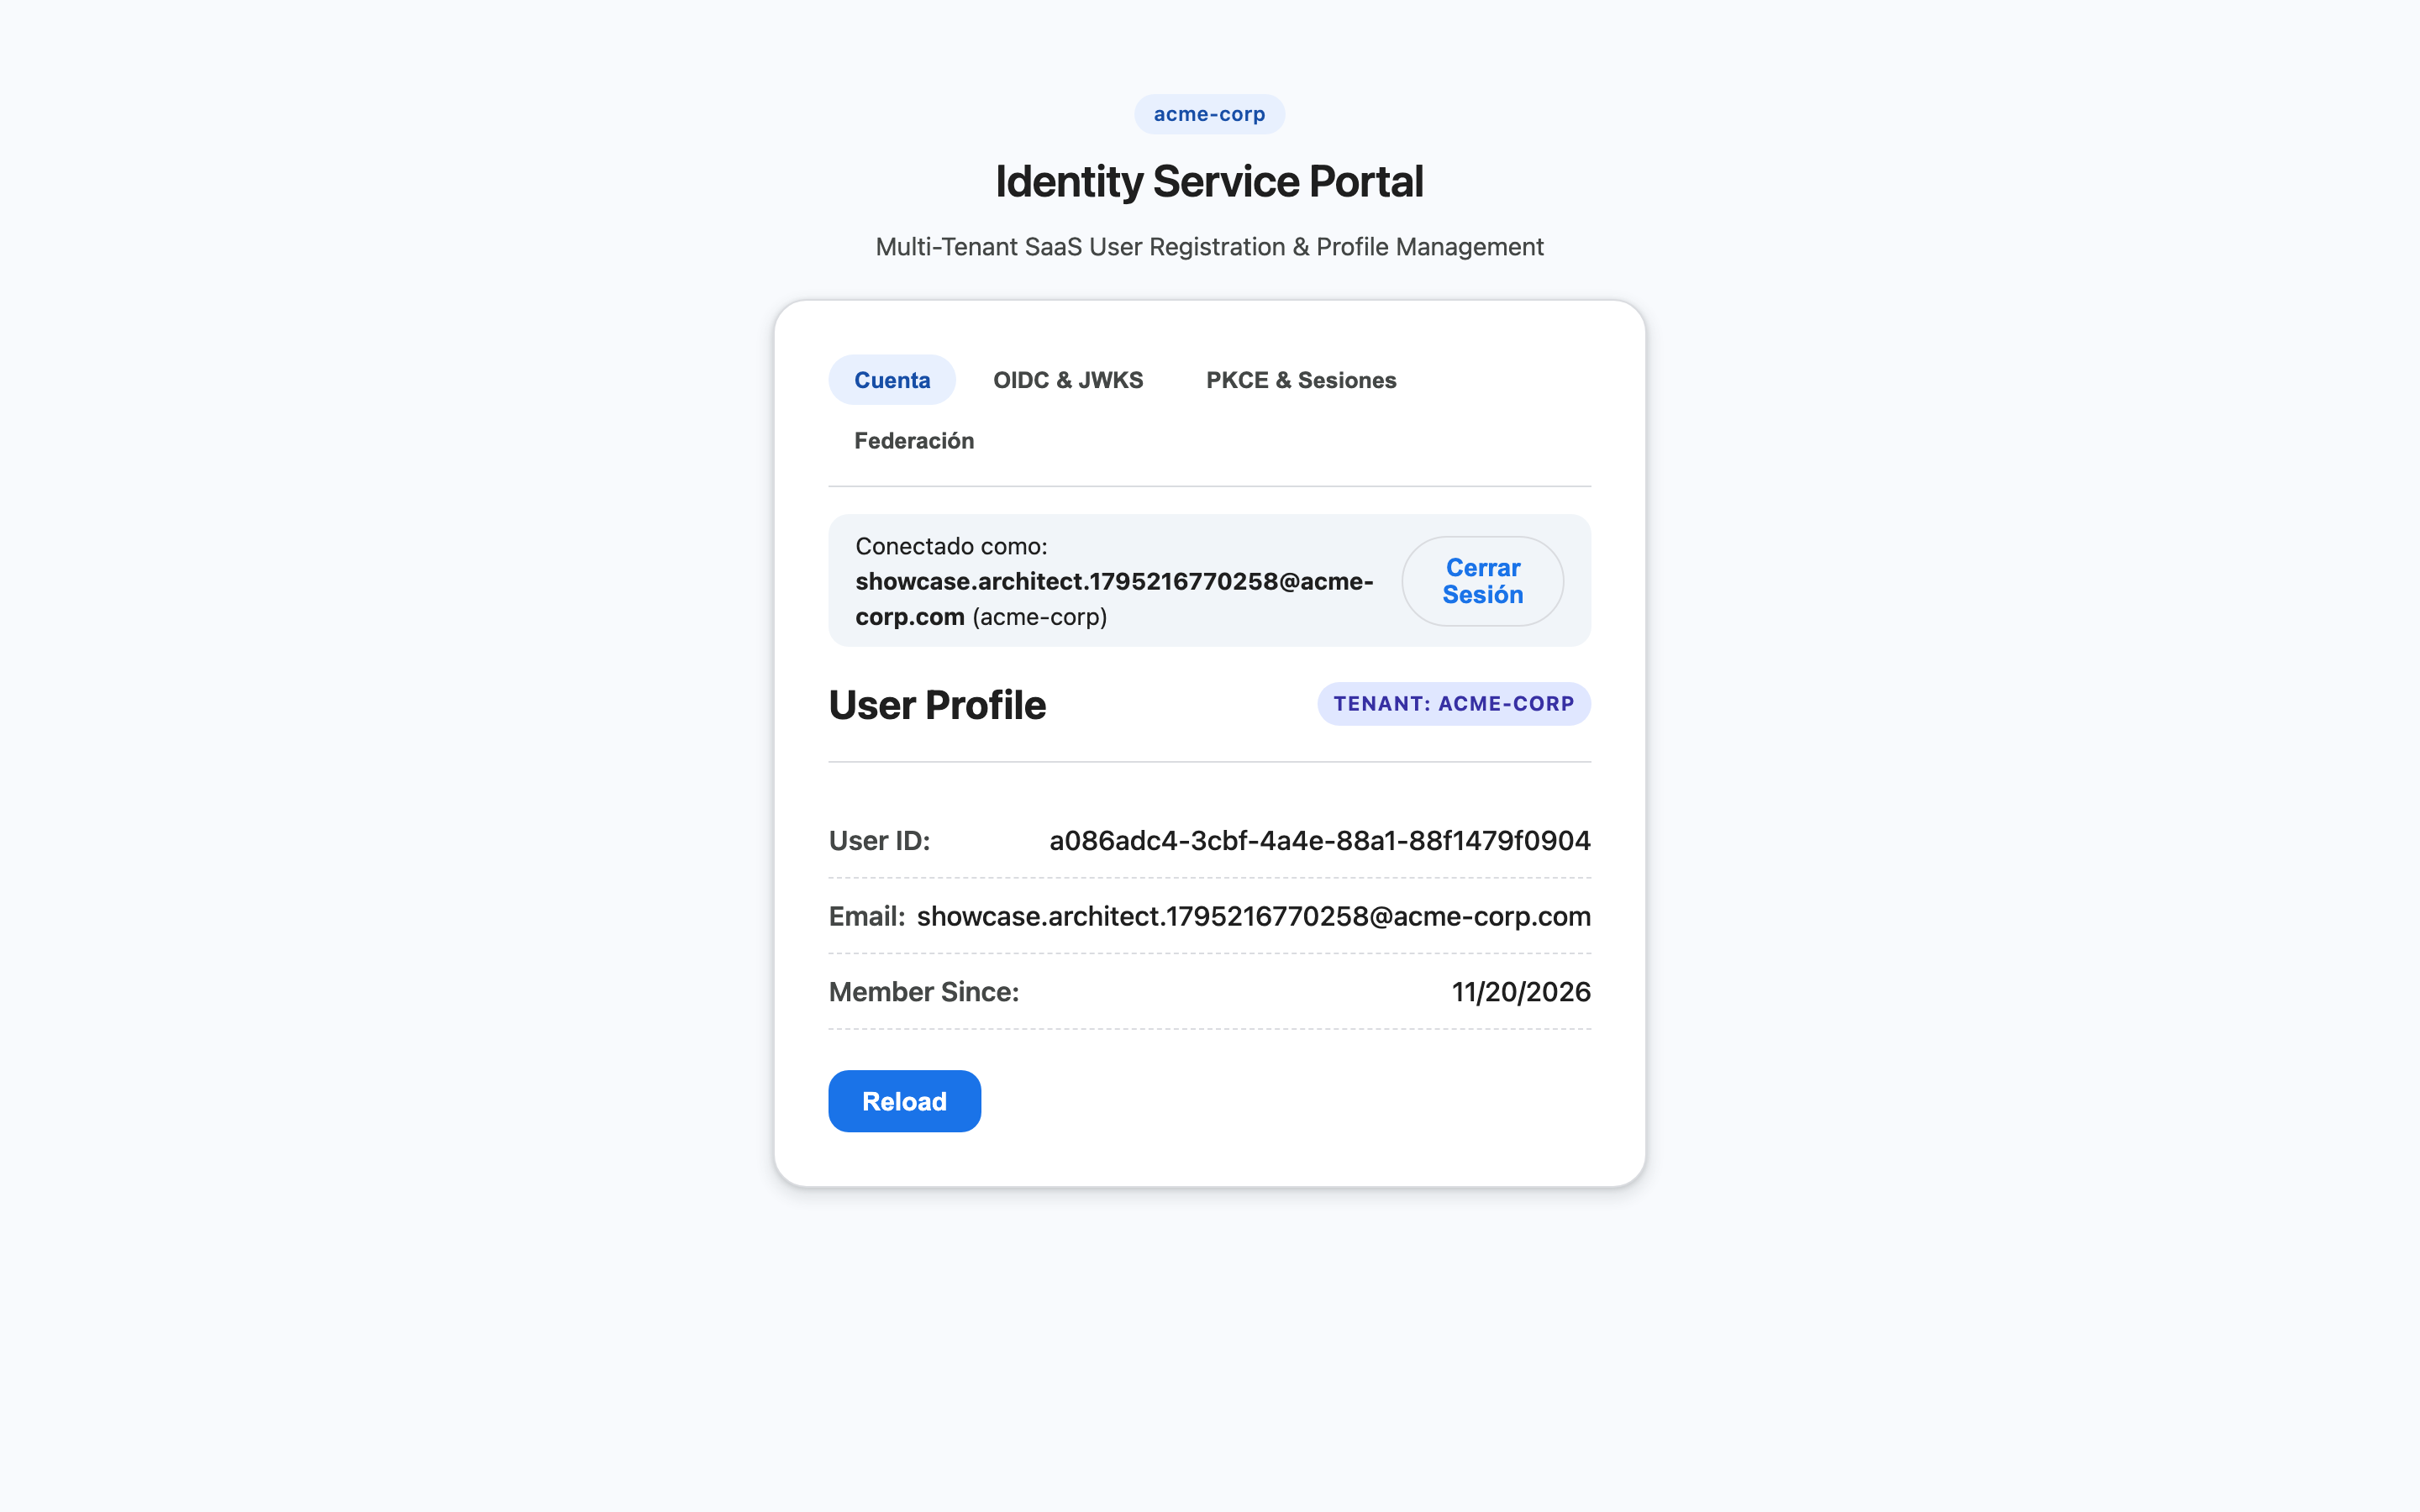 acme-corp
Identity Service Portal
Multi-Tenant SaaS User Registration & Profile Management
Cuenta
OIDC & JWKS
PKCE & Sesiones
Federación
Conectado como:
showcase.architect.1795216770258@acme-
corp.com (acme-corp)
Cerrar
Sesión
User Profile
TENANT: ACME-CORP
User ID: a086adc4-3cbf-4a4e-88a1-88f1479f0904
Email: showcase.architect.1795216770258@acme-corp.com
Member Since: 11/20/2026
Reload